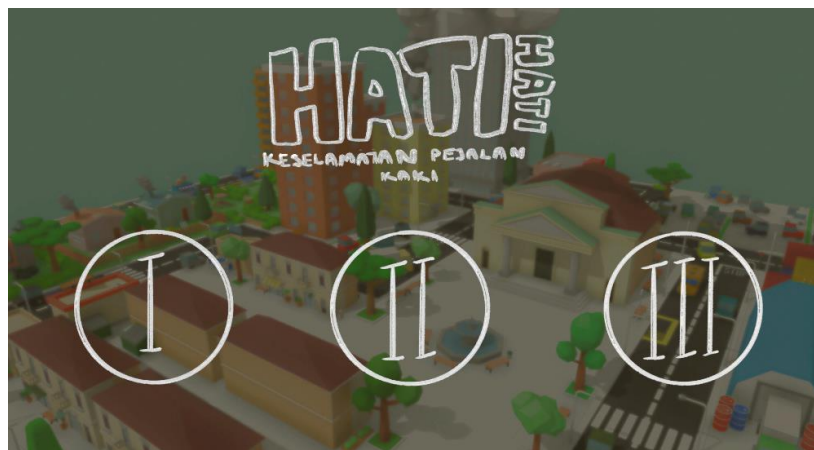 HATI
HATI
KESELAMATAN PEJALAN
KAKI
I
II
III